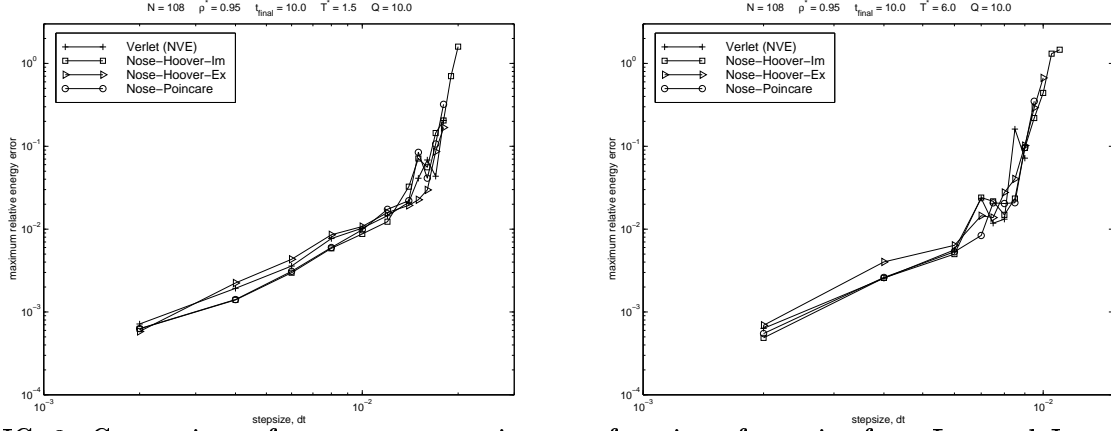 N = 108 ρ* = 0.95 t_final = 10.0 T* = 1.5 Q = 10.0
Verlet (NVE)
Nose−Hoover−Im
Nose−Hoover−Ex
Nose−Poincare
maximum relative energy error
10^0
10^−1
10^−2
10^−3
10^−4
10^−3
10^−2
stepsize, dt
N = 108 ρ* = 0.95 t_final = 10.0 T* = 6.0 Q = 10.0
Verlet (NVE)
Nose−Hoover−Im
Nose−Hoover−Ex
Nose−Poincare
maximum relative energy error
10^0
10^−1
10^−2
10^−3
10^−4
10^−3
10^−2
stepsize, dt